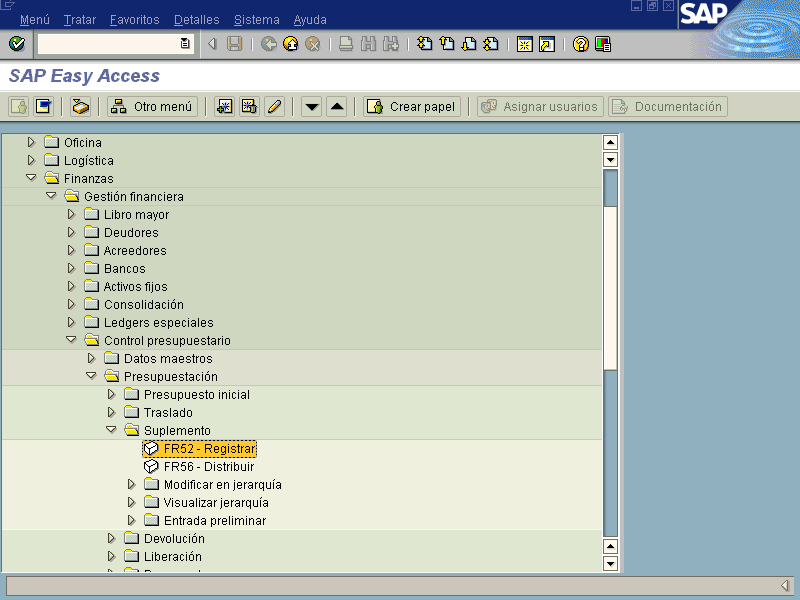 Menú Tratar Favoritos Detalles Sistema Ayuda
SAP
SAP Easy Access
Otro menú Crear papel Asignar usuarios Documentación
Oficina
Logística
Finanzas
Gestión financiera
Libro mayor
Deudores
Acreedores
Bancos
Activos fijos
Consolidación
Ledgers especiales
Control presupuestario
Datos maestros
Presupuestación
Presupuesto inicial
Traslado
Suplemento
FR52 - Registrar
FR56 - Distribuir
Modificar en jerarquía
Visualizar jerarquía
Entrada preliminar
Devolución
Liberación